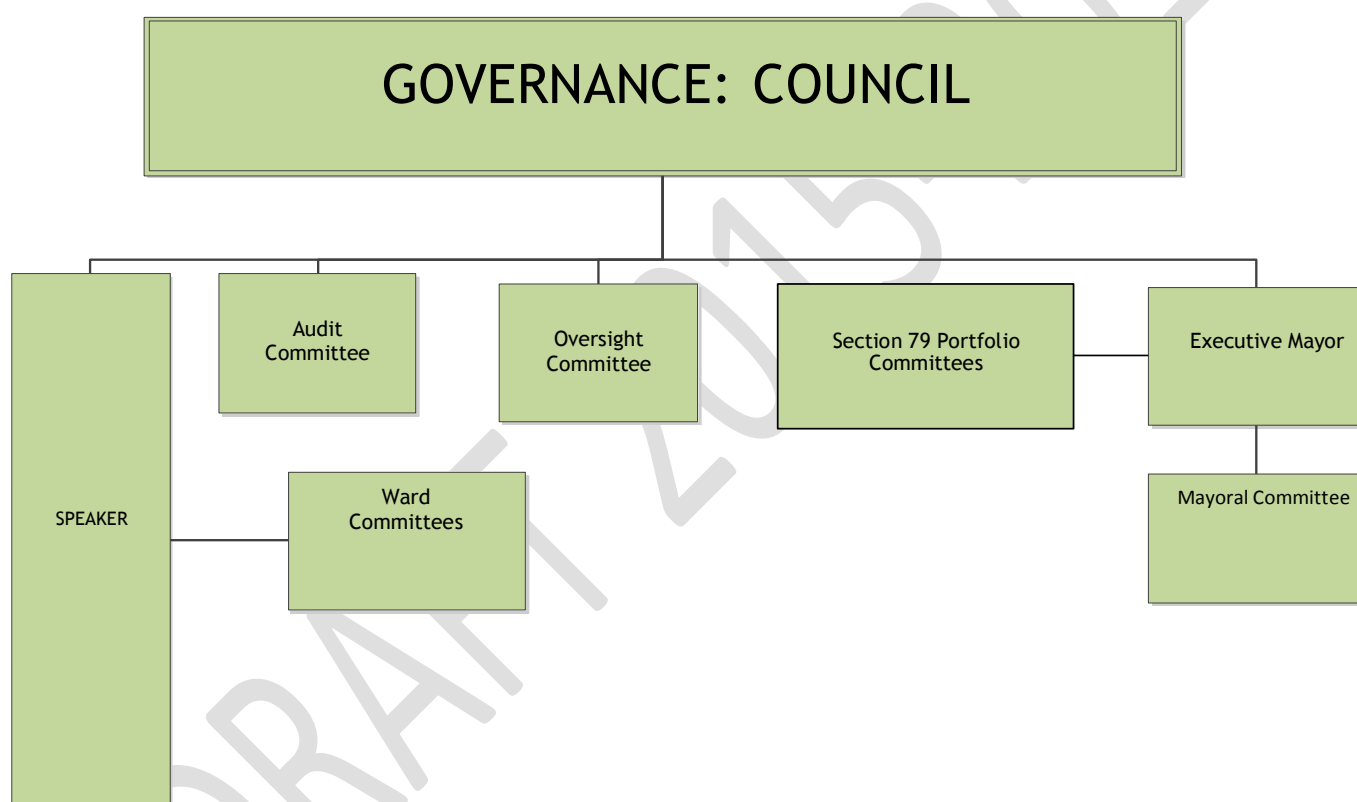 GOVERNANCE: COUNCIL
Audit
Committee
Oversight
Committee
Section 79 Portfolio
Committees
Executive Mayor
SPEAKER
Ward
Committees
Mayoral Committee
DRAFT 2015